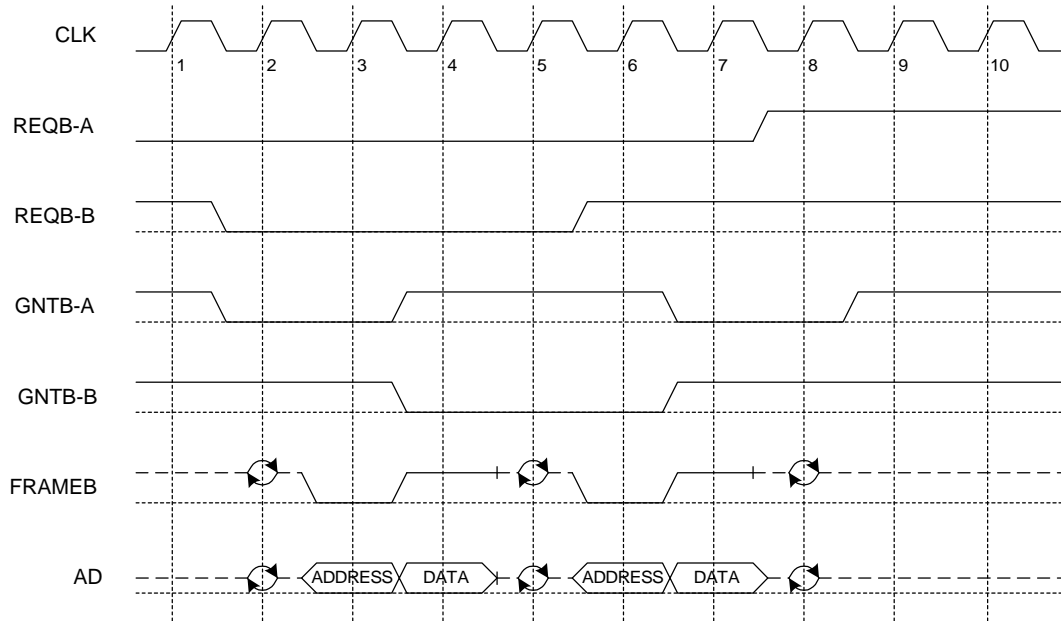 CLK
1 2 3 4 5 6 7 8 9 10
REQB-A
REQB-B
GNTB-A
GNTB-B
FRAMEB
AD ADDRESS DATA ADDRESS DATA